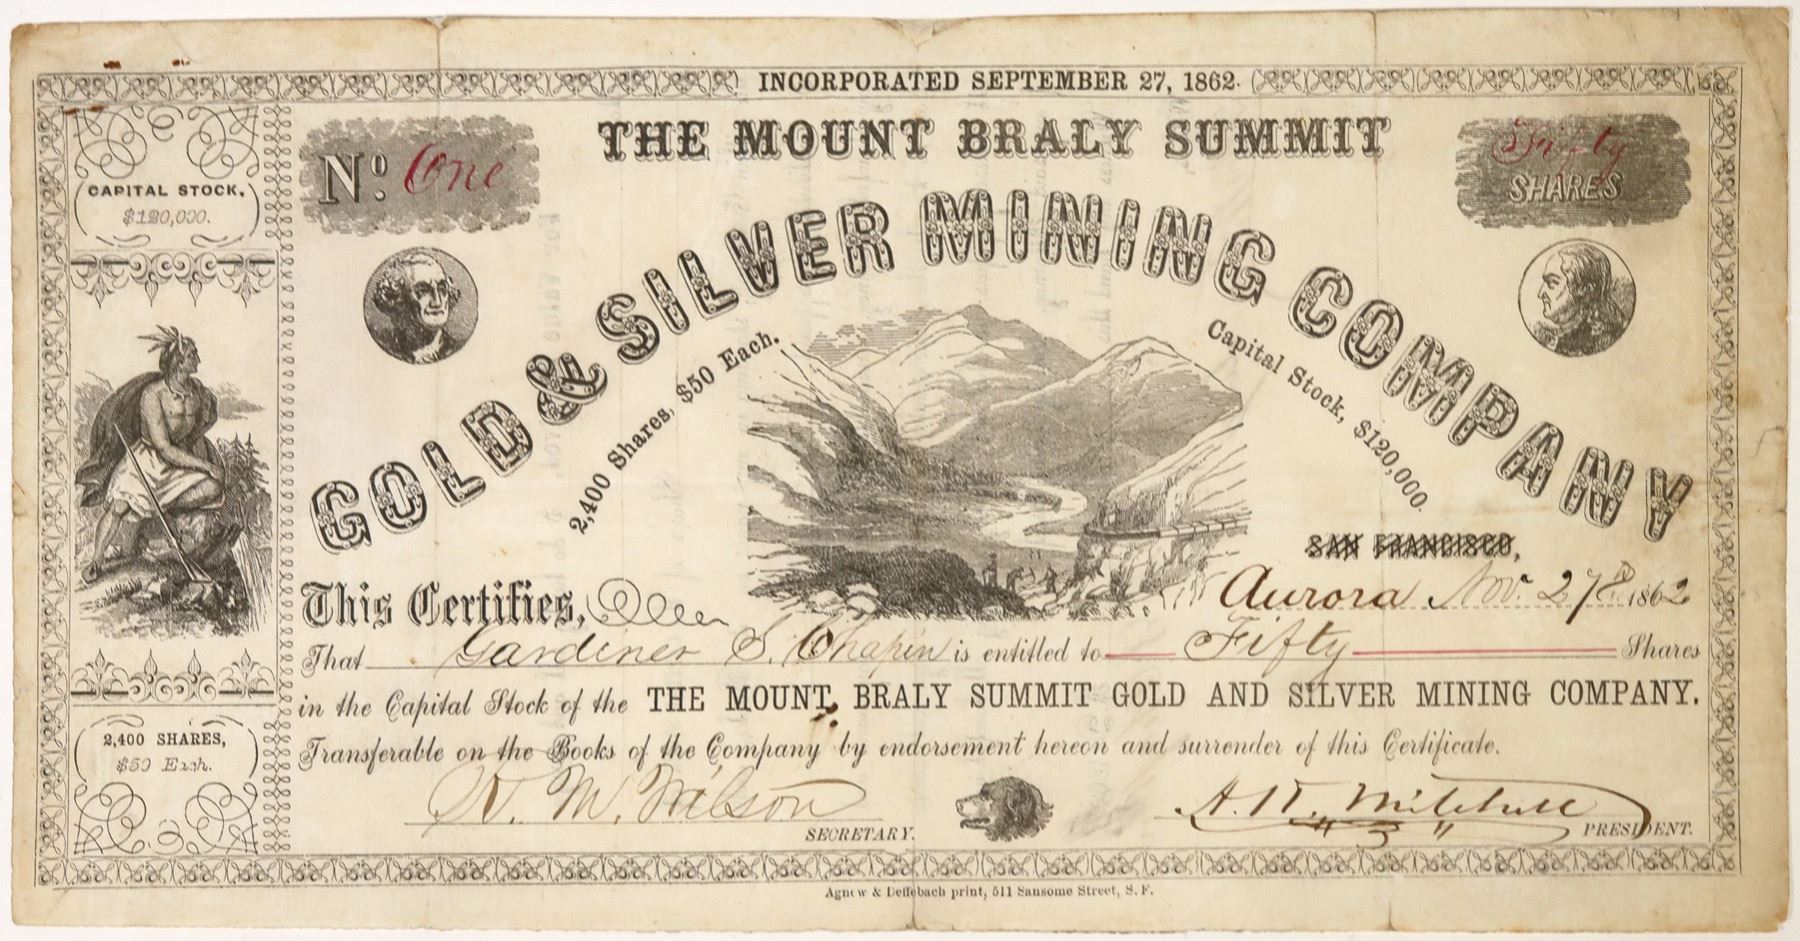 INCORPORATED SEPTEMBER 27, 1862.
THE MOUNT BRALY SUMMIT
GOLD & SILVER MINING COMPANY
No. One
Fifty
SHARES
CAPITAL STOCK,
$120,000.
2,400 Shares, $50 Each.
Capital Stock, $120,000.
SAN FRANCISCO,
Aurora Nov. 27th 1862
This Certifies,
That Gardiner S. Chapin is entitled to Fifty Shares
in the Capital Stock of the THE MOUNT BRALY SUMMIT GOLD AND SILVER MINING COMPANY.
Transferable on the Books of the Company by endorsement hereon and surrender of this Certificate.
2,400 SHARES,
$50 Each.
M. Wilson
SECRETARY.
Mitchell
PRESIDENT.
Agnew & Deffebach print, 511 Sansome Street, S. F.